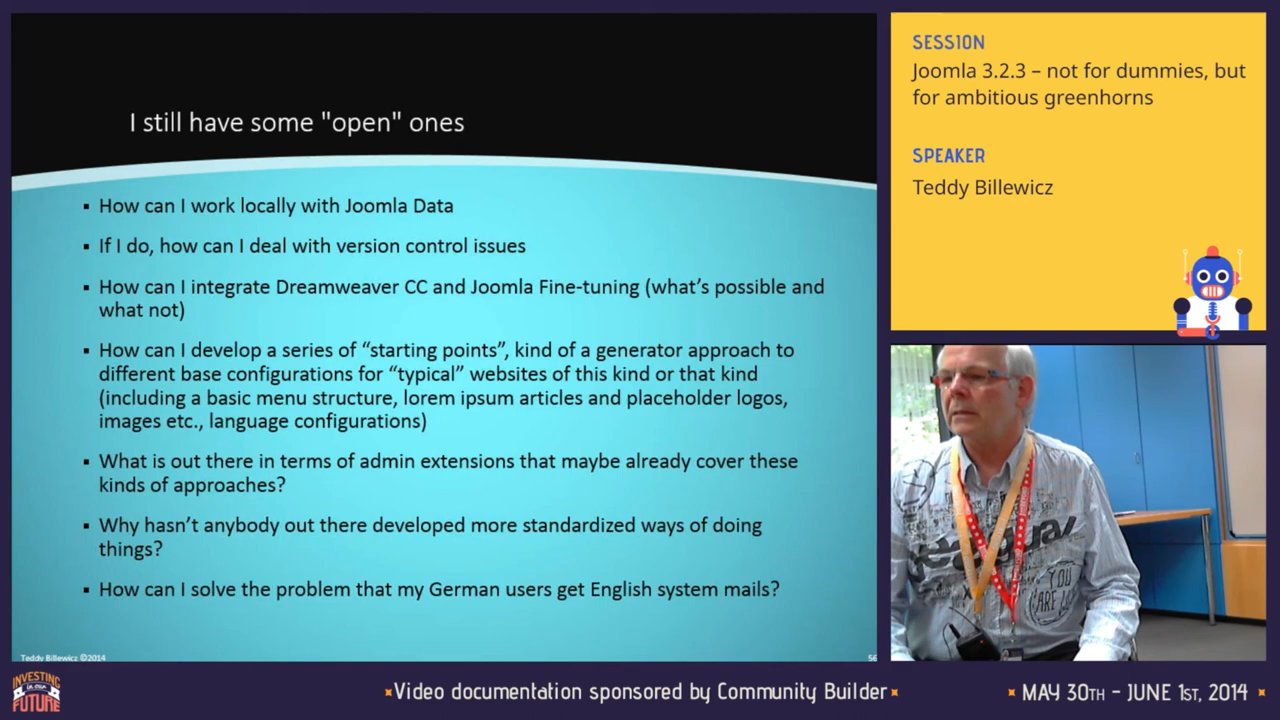 I still have some "open" ones
▪ How can I work locally with Joomla Data
▪ If I do, how can I deal with version control issues
▪ How can I integrate Dreamweaver CC and Joomla Fine-tuning (what's possible and
what not)
▪ How can I develop a series of “starting points”, kind of a generator approach to
different base configurations for “typical” websites of this kind or that kind
(including a basic menu structure, lorem ipsum articles and placeholder logos,
images etc., language configurations)
▪ What is out there in terms of admin extensions that maybe already cover these
kinds of approaches?
▪ Why hasn't anybody out there developed more standardized ways of doing
things?
▪ How can I solve the problem that my German users get English system mails?
Teddy Billewicz ©2014
56
SESSION
Joomla 3.2.3 – not for dummies, but
for ambitious greenhorns
SPEAKER
Teddy Billewicz
YOU
ARE
INVESTING
IN OUR
FUTURE
Video documentation sponsored by Community Builder
MAY 30TH - JUNE 1ST, 2014